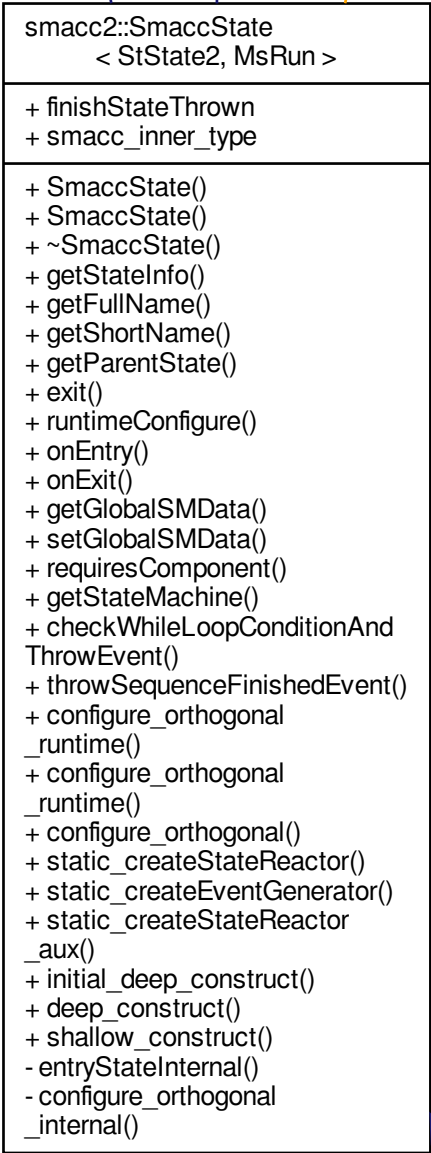 smacc2::SmaccState
< StState2, MsRun >
+ finishStateThrown
+ smacc_inner_type
+ SmaccState()
+ SmaccState()
+ ~SmaccState()
+ getStateInfo()
+ getFullName()
+ getShortName()
+ getParentState()
+ exit()
+ runtimeConfigure()
+ onEntry()
+ onExit()
+ getGlobalSMData()
+ setGlobalSMData()
+ requiresComponent()
+ getStateMachine()
+ checkWhileLoopConditionAnd
ThrowEvent()
+ throwSequenceFinishedEvent()
+ configure_orthogonal
_runtime()
+ configure_orthogonal
_runtime()
+ configure_orthogonal()
+ static_createStateReactor()
+ static_createEventGenerator()
+ static_createStateReactor
_aux()
+ initial_deep_construct()
+ deep_construct()
+ shallow_construct()
- entryStateInternal()
- configure_orthogonal
_internal()